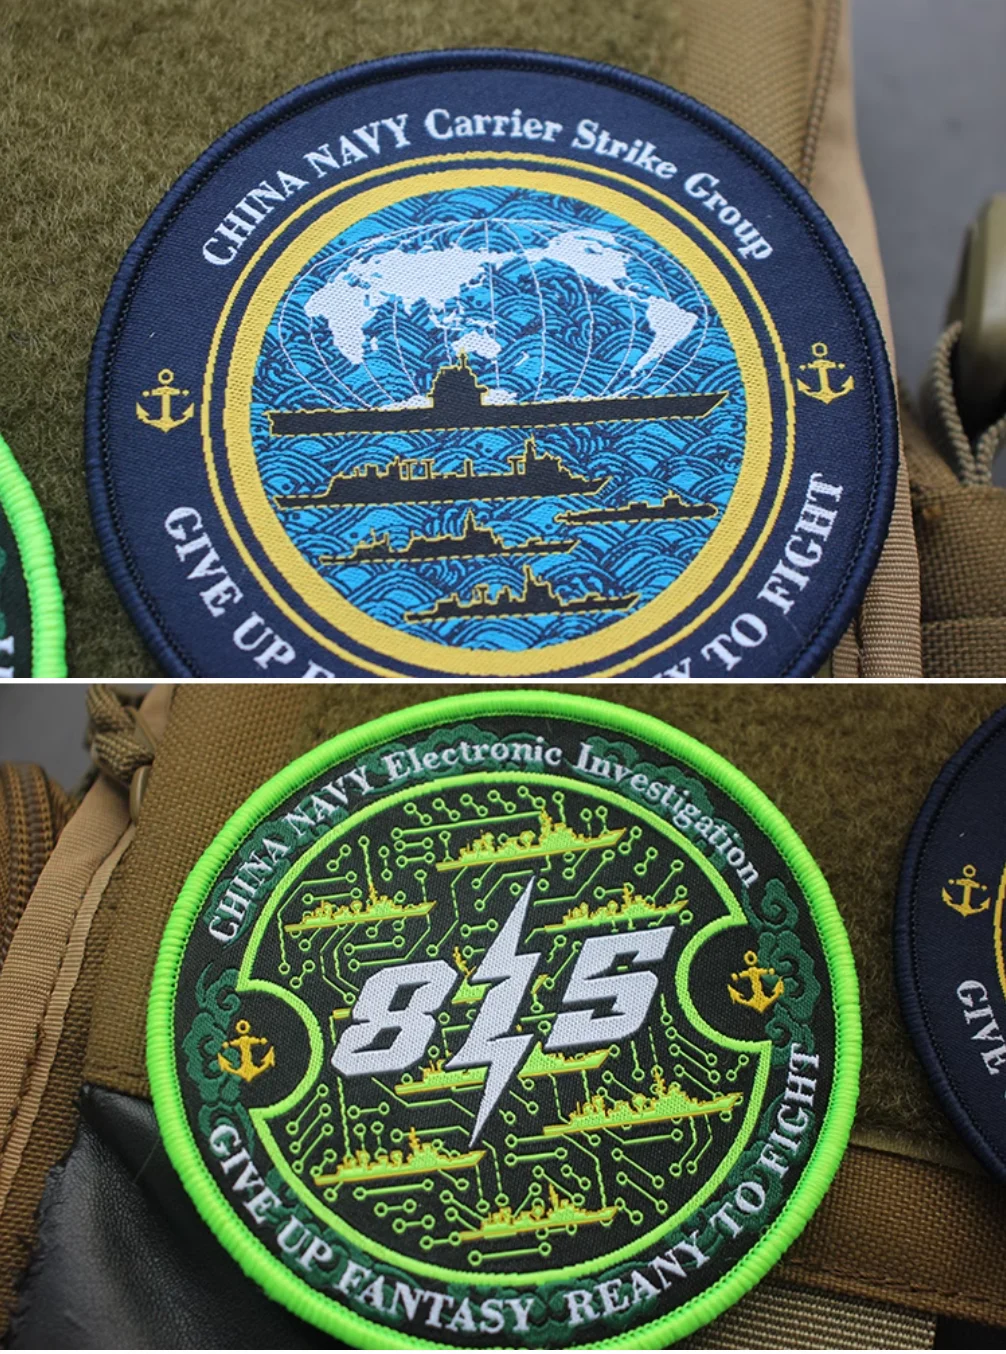 CHINA NAVY Carrier Strike Group
GIVE UP
TO FIGHT
CHINA NAVY Electronic Investigation
815
GIVE UP FANTASY REANY TO FIGHT
GIVE